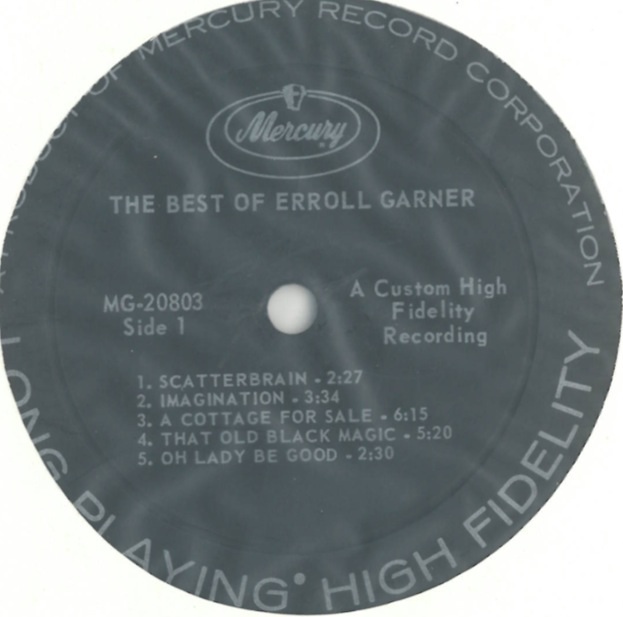 A PRODUCT OF MERCURY RECORD CORPORATION
Mercury
THE BEST OF ERROLL GARNER
MG-20803
Side 1
A Custom High
Fidelity
Recording
1. SCATTERBRAIN - 2:27
2. IMAGINATION - 3:34
3. A COTTAGE FOR SALE - 6:15
4. THAT OLD BLACK MAGIC - 5:20
5. OH LADY BE GOOD - 2:30
LONG PLAYING • HIGH FIDELITY